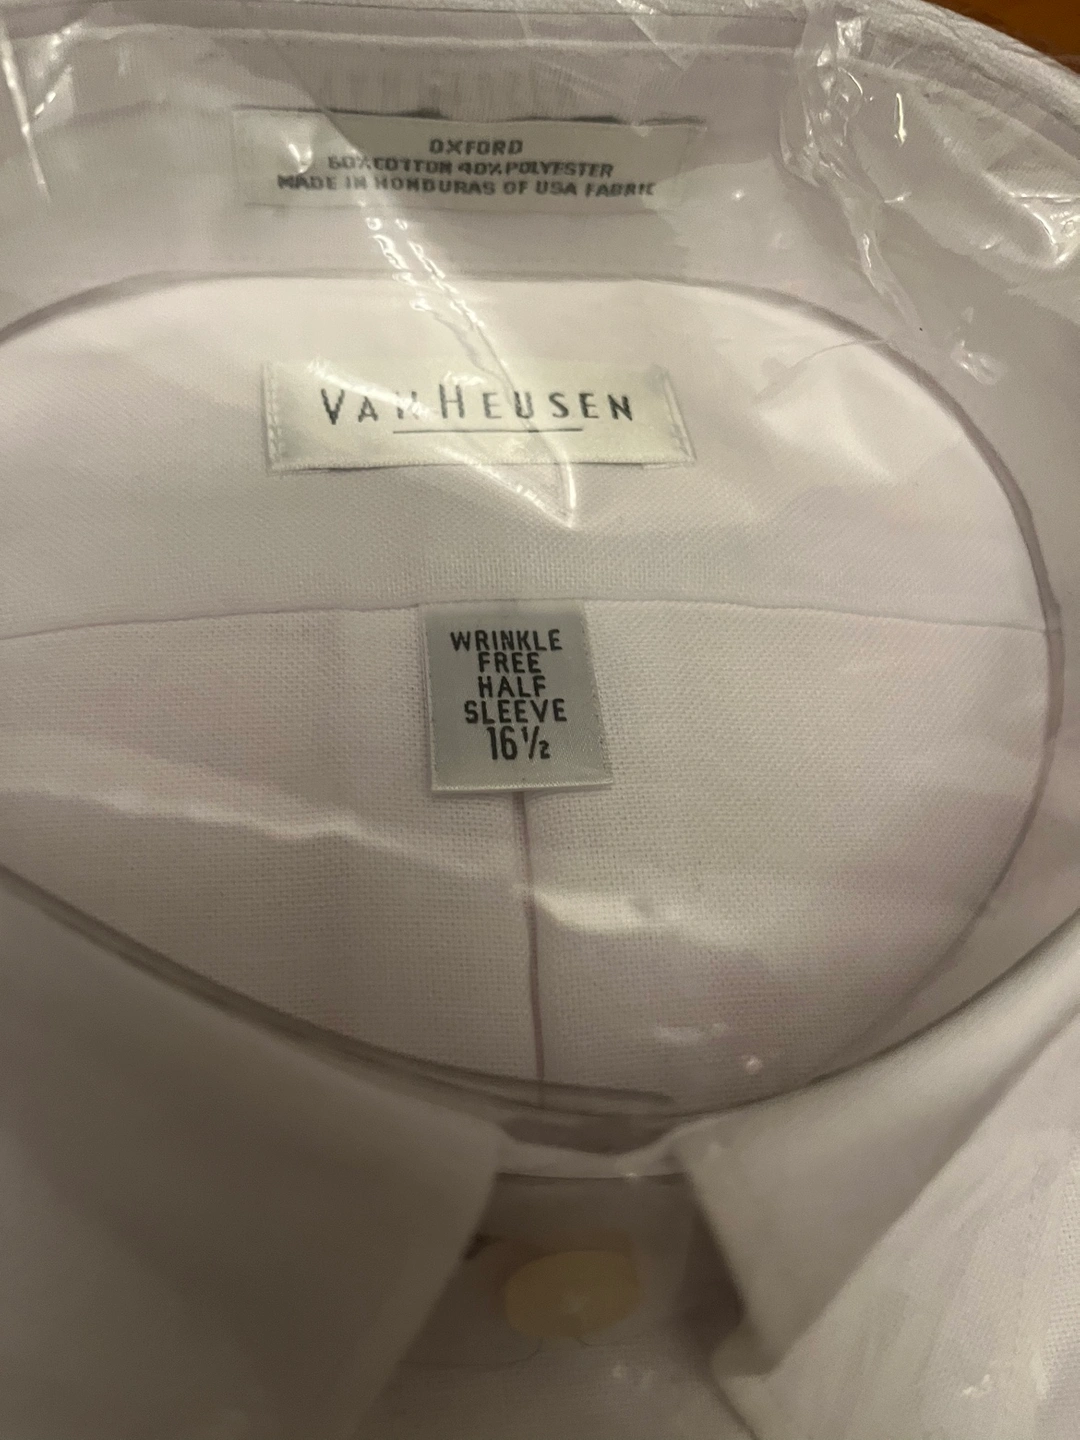 OXFORD
60% COTTON 40% POLYESTER
MADE IN HONDURAS OF USA FABRIC
VAN HEUSEN
WRINKLE
FREE
HALF
SLEEVE
16½